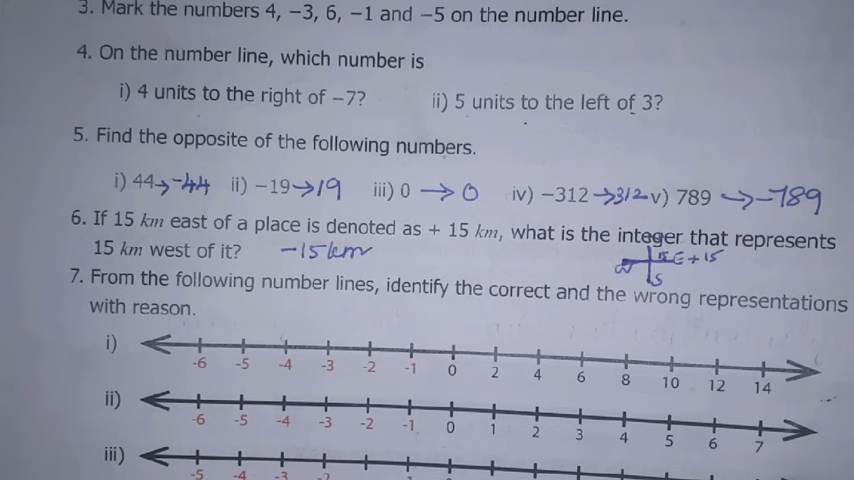 3. Mark the numbers 4, −3, 6, −1 and −5 on the number line.
4. On the number line, which number is
i) 4 units to the right of −7? ii) 5 units to the left of 3?
5. Find the opposite of the following numbers.
i) 44→-44 ii) −19→19 iii) 0 → 0 iv) −312→312 v) 789 →-789
6. If 15 km east of a place is denoted as + 15 km, what is the integer that represents
15 km west of it? -15 km
E+15
S
7. From the following number lines, identify the correct and the wrong representations
with reason.
i)
-6 -5 -4 -3 -2 -1 0 2 4 6 8 10 12 14
ii)
-6 -5 -4 -3 -2 -1 0 1 2 3 4 5 6 7
iii)
-5 -4 -3 -2